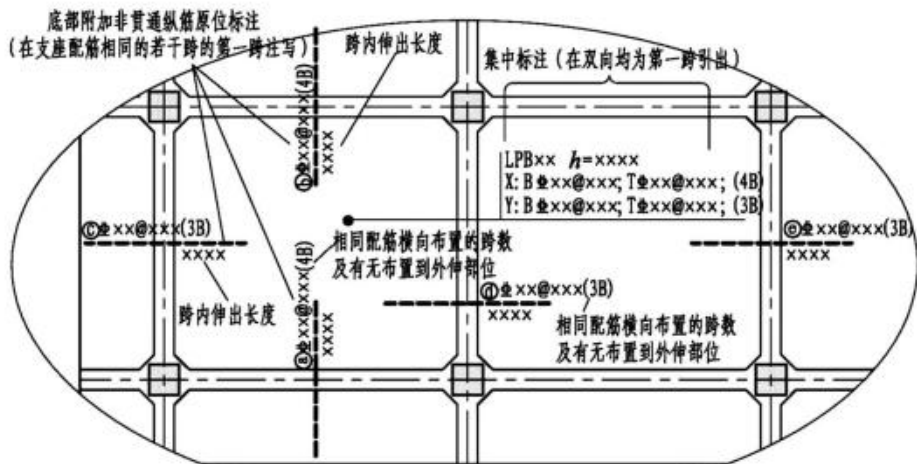 底部附加非贯通纵筋原位标注
(在支座配筋相同的若干跨的第一跨注写)
跨内伸出长度
集中标注(在双向均为第一跨引出)
ⓑ⌽××@×××(4B)
××××
LPB×× h=××××
X:B⌽××@×××;T⌽××@×××;(4B)
Y:B⌽××@×××;T⌽××@×××;(3B)
ⓒ⌽××@×××(3B)
××××
ⓔ⌽××@×××(3B)
××××
相同配筋横向布置的跨数
及有无布置到外伸部位
跨内伸出长度
ⓐ⌽××@×××(4B)
××××
ⓓ⌽××@×××(3B)
××××
相同配筋横向布置的跨数
及有无布置到外伸部位